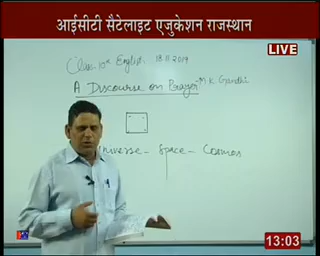 आईसीटी सैटेलाइट एजुकेशन राजस्थान
LIVE
Class 10th English 18.11.2019
A Discourse on Prayer - M.K. Gandhi
niverse - Space - Cosmos
13:03